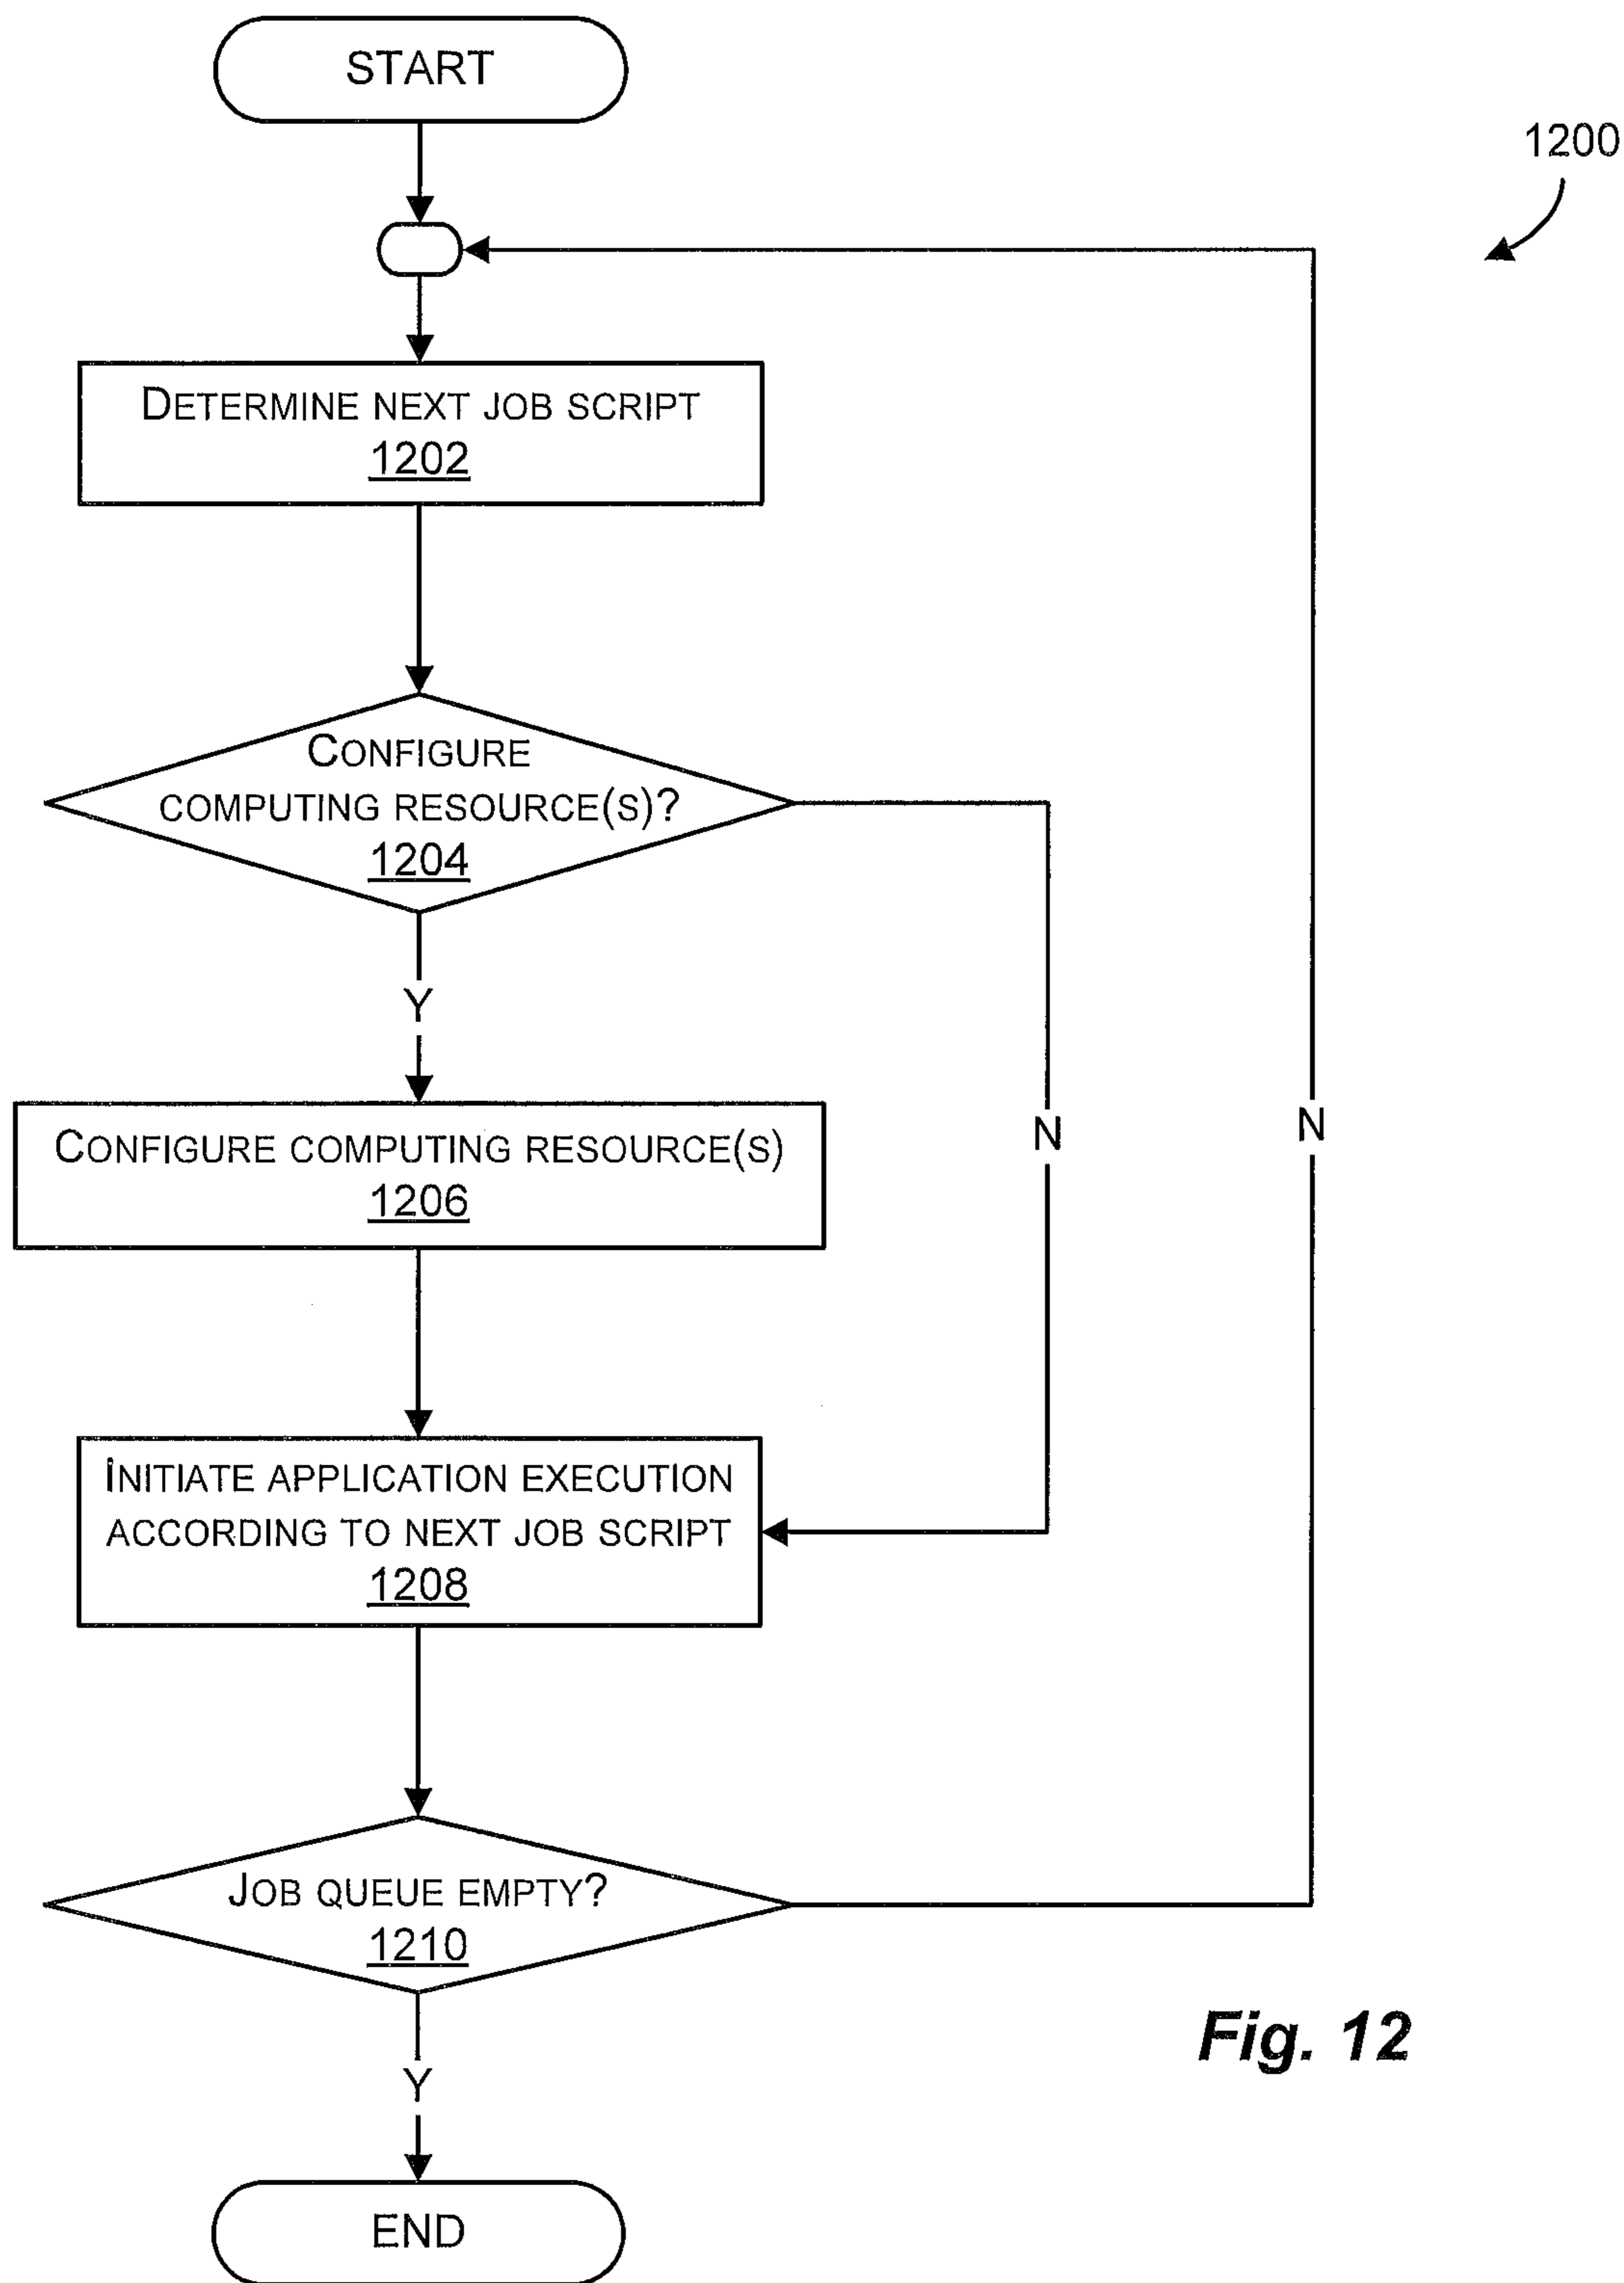 START
1200
DETERMINE NEXT JOB SCRIPT
1202
CONFIGURE
COMPUTING RESOURCE(S)?
1204
Y
CONFIGURE COMPUTING RESOURCE(S)
1206
N
N
INITIATE APPLICATION EXECUTION
ACCORDING TO NEXT JOB SCRIPT
1208
JOB QUEUE EMPTY?
1210
Fig. 12
Y
END